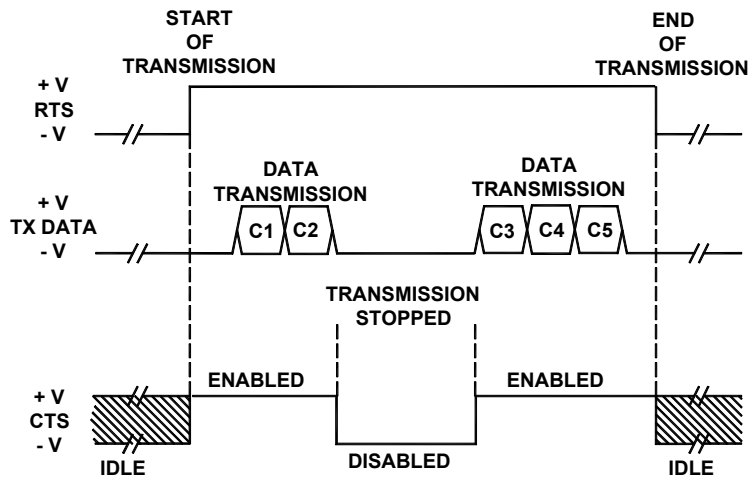 START
OF
TRANSMISSION
END
OF
TRANSMISSION
+ V
RTS
- V
DATA
TRANSMISSION
DATA
TRANSMISSION
+ V
TX DATA
- V
C1 C2 C3 C4 C5
TRANSMISSION
STOPPED
+ V
CTS
- V
ENABLED ENABLED
IDLE DISABLED IDLE